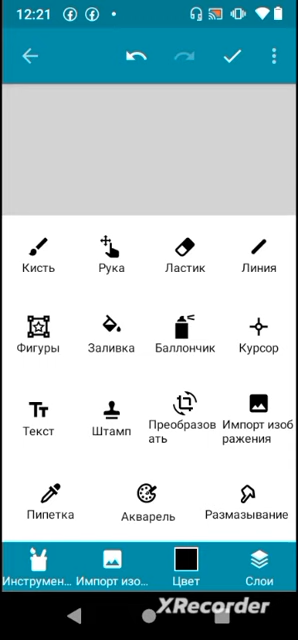 12:21
Кисть
Рука
Ластик
Линия
Фигуры
Заливка
Баллончик
Курсор
Текст
Штамп
Преобразов
ать
Импорт изоб
ражения
Пипетка
Акварель
Размазывание
Инструмен...
Импорт изо...
Цвет
Слои
XRecorder